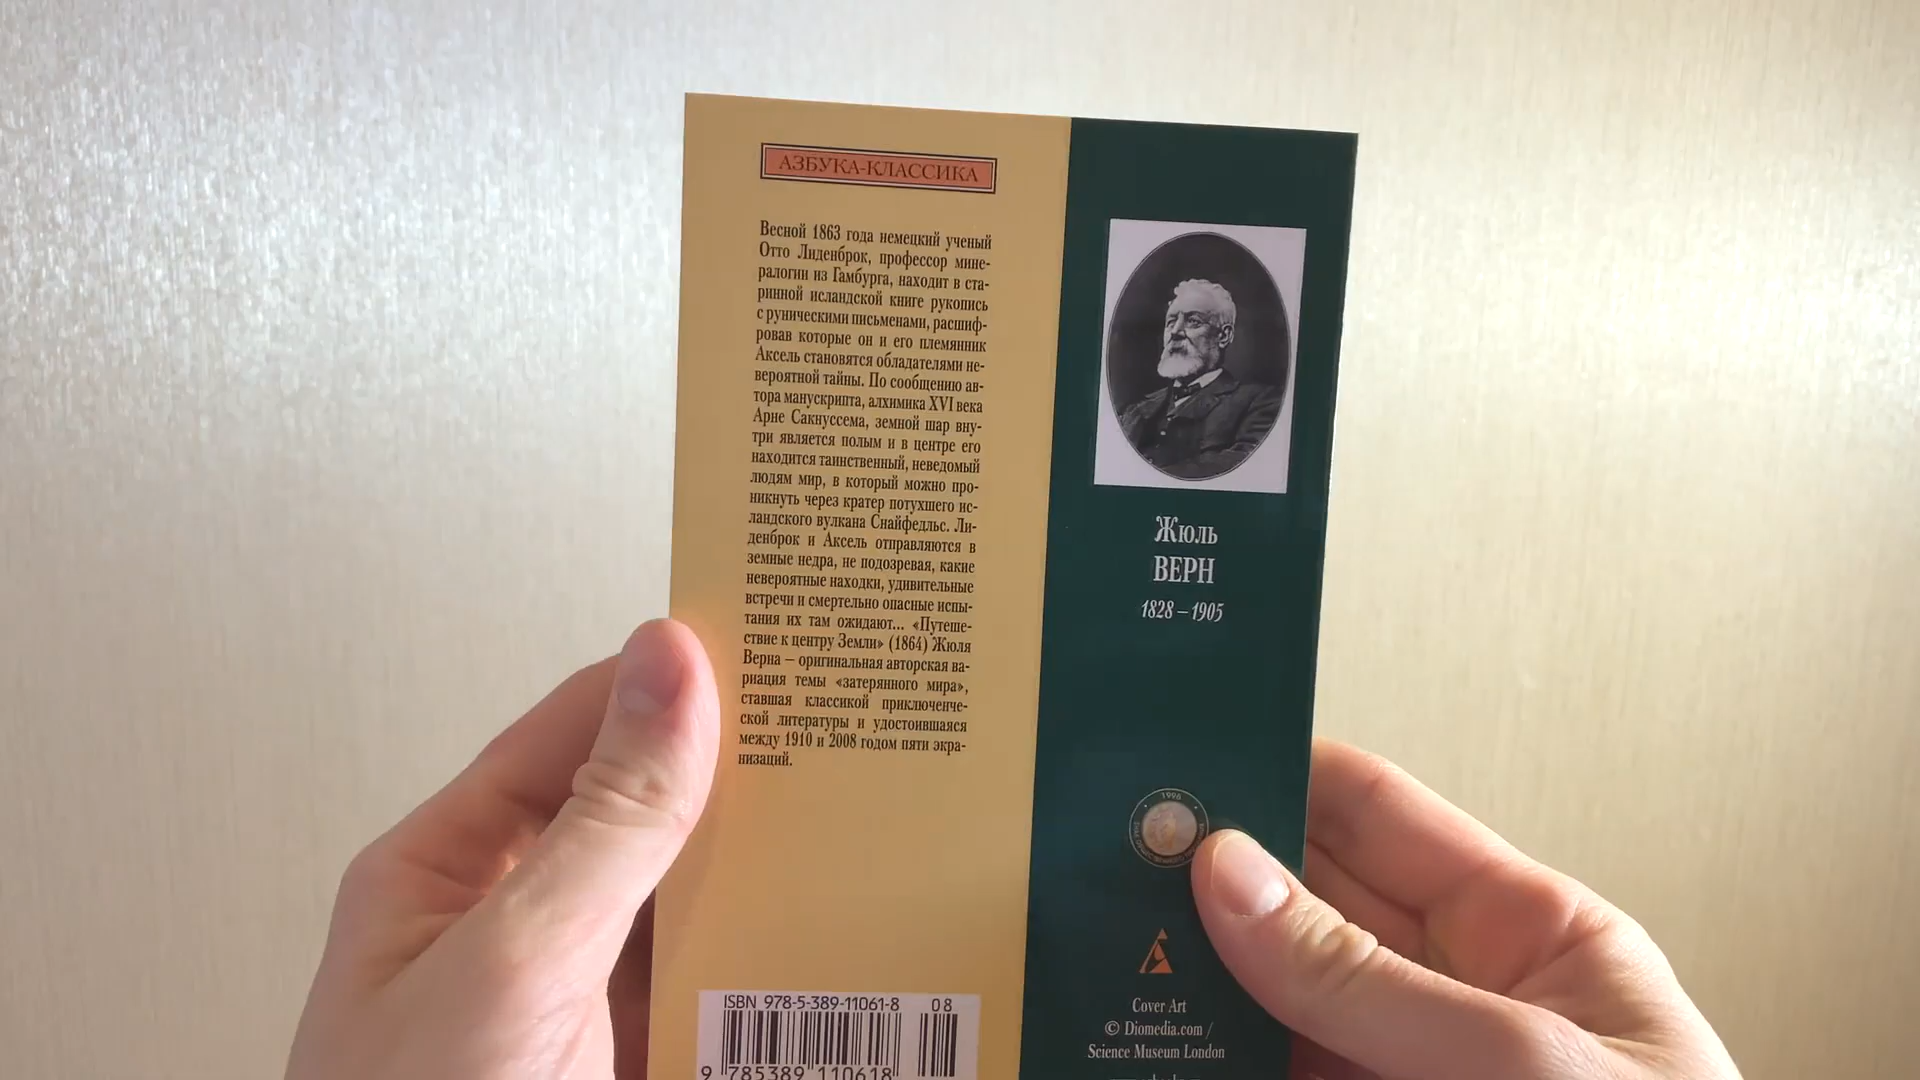 АЗБУКА-КЛАССИКА
Весной 1863 года немецкий ученый
Отто Лиденброк, профессор мине-
ралогии из Гамбурга, находит в ста-
ринной исландской книге рукопись
с руническими письменами, расшиф-
ровав которые он и его племянник
Аксель становятся обладателями не-
вероятной тайны. По сообщению ав-
тора манускрипта, алхимика XVI века
Арне Сакнуссема, земной шар вну-
три является полым и в центре его
находится таинственный, неведомый
людям мир, в который можно про-
никнуть через кратер потухшего ис-
ландского вулкана Снайфедльс. Ли-
денброк и Аксель отправляются в
земные недра, не подозревая, какие
невероятные находки, удивительные
встречи и смертельно опасные испы-
тания их там ожидают... «Путеше-
ствие к центру Земли» (1864) Жюля
Верна – оригинальная авторская ва-
риация темы «затерянного мира»,
ставшая классикой приключенче-
ской литературы и удостоившаяся
между 1910 и 2008 годом пяти экра-
низаций.
ISBN 978-5-389-11061-8 08
9 785389 110618
Жюль
ВЕРН
1828 – 1905
Cover Art
© Diomedia.com /
Science Museum London